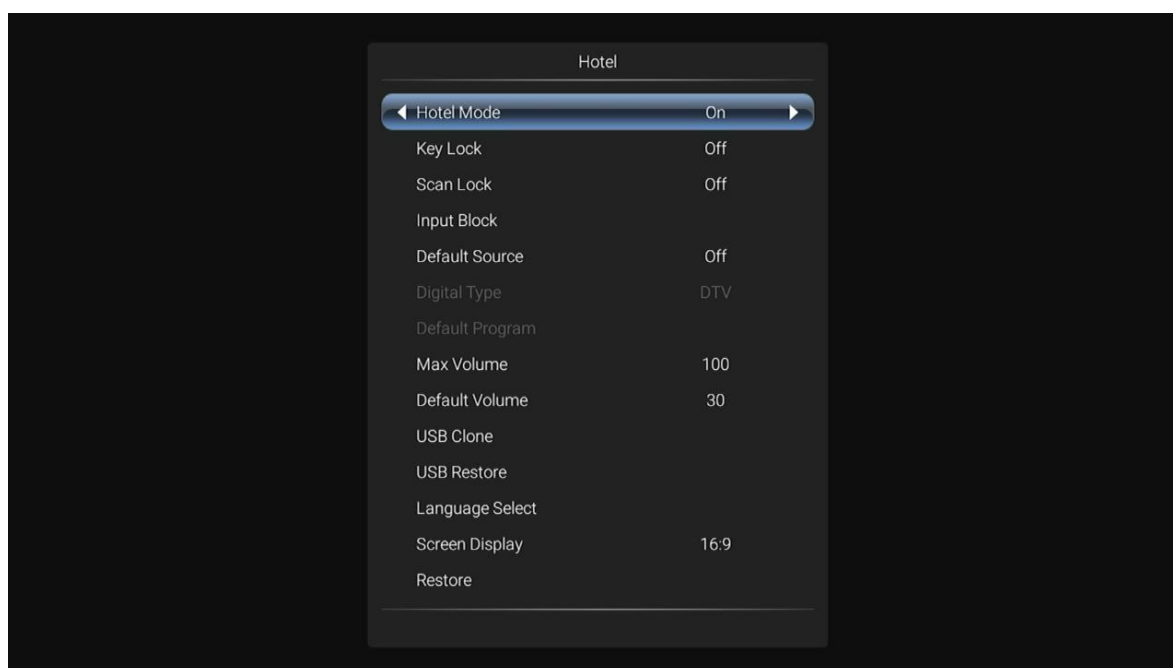 Hotel
Hotel Mode On
Key Lock Off
Scan Lock Off
Input Block
Default Source Off
Digital Type DTV
Default Program
Max Volume 100
Default Volume 30
USB Clone
USB Restore
Language Select
Screen Display 16:9
Restore